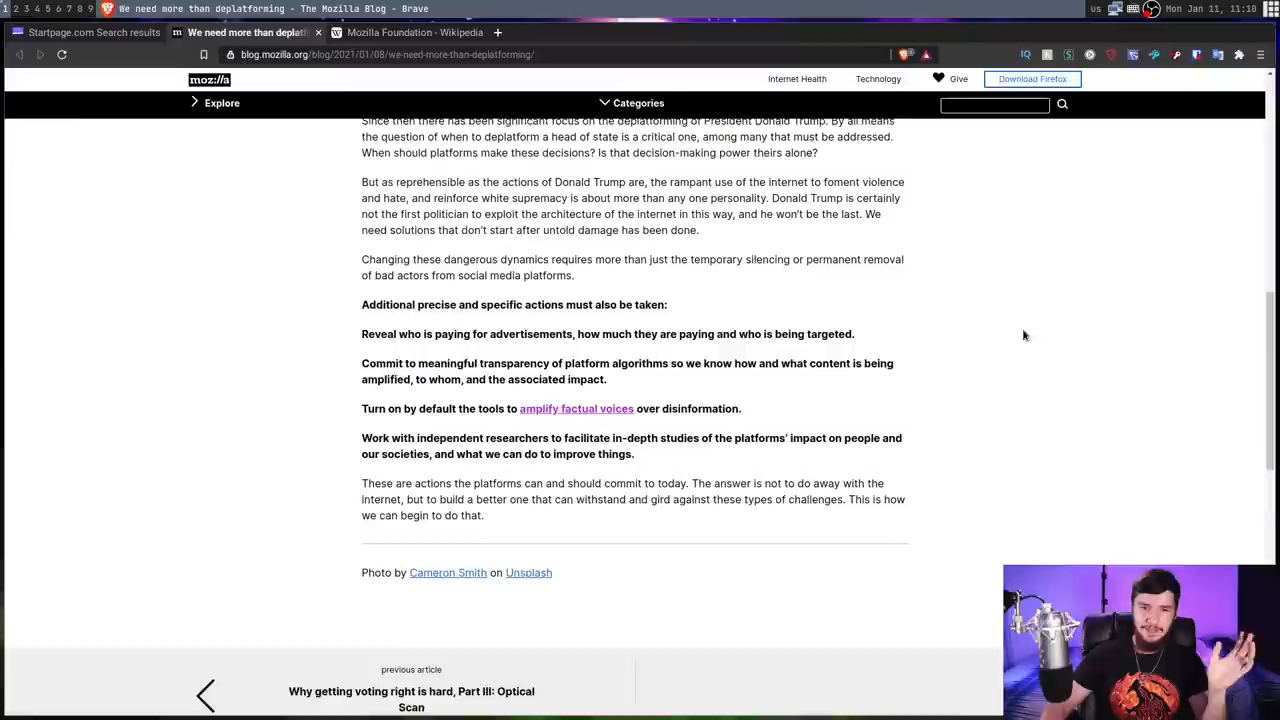 1 2 3 4 5 6 7 8 9 We need more than deplatforming - The Mozilla Blog - Brave
us Mon Jan 11, 11:10
Startpage.com Search results
We need more than deplatf
Mozilla Foundation - Wikipedia
blog.mozilla.org/blog/2021/01/08/we-need-more-than-deplatforming/
moz://a
Internet Health Technology Give Download Firefox
Explore Categories
Since then there has been significant focus on the deplatforming of President Donald Trump. By all means
the question of when to deplatform a head of state is a critical one, among many that must be addressed.
When should platforms make these decisions? Is that decision-making power theirs alone?
But as reprehensible as the actions of Donald Trump are, the rampant use of the internet to foment violence
and hate, and reinforce white supremacy is about more than any one personality. Donald Trump is certainly
not the first politician to exploit the architecture of the internet in this way, and he won't be the last. We
need solutions that don't start after untold damage has been done.
Changing these dangerous dynamics requires more than just the temporary silencing or permanent removal
of bad actors from social media platforms.
Additional precise and specific actions must also be taken:
Reveal who is paying for advertisements, how much they are paying and who is being targeted.
Commit to meaningful transparency of platform algorithms so we know how and what content is being
amplified, to whom, and the associated impact.
Turn on by default the tools to amplify factual voices over disinformation.
Work with independent researchers to facilitate in-depth studies of the platforms' impact on people and
our societies, and what we can do to improve things.
These are actions the platforms can and should commit to today. The answer is not to do away with the
internet, but to build a better one that can withstand and gird against these types of challenges. This is how
we can begin to do that.
Photo by Cameron Smith on Unsplash
previous article
Why getting voting right is hard, Part III: Optical
Scan